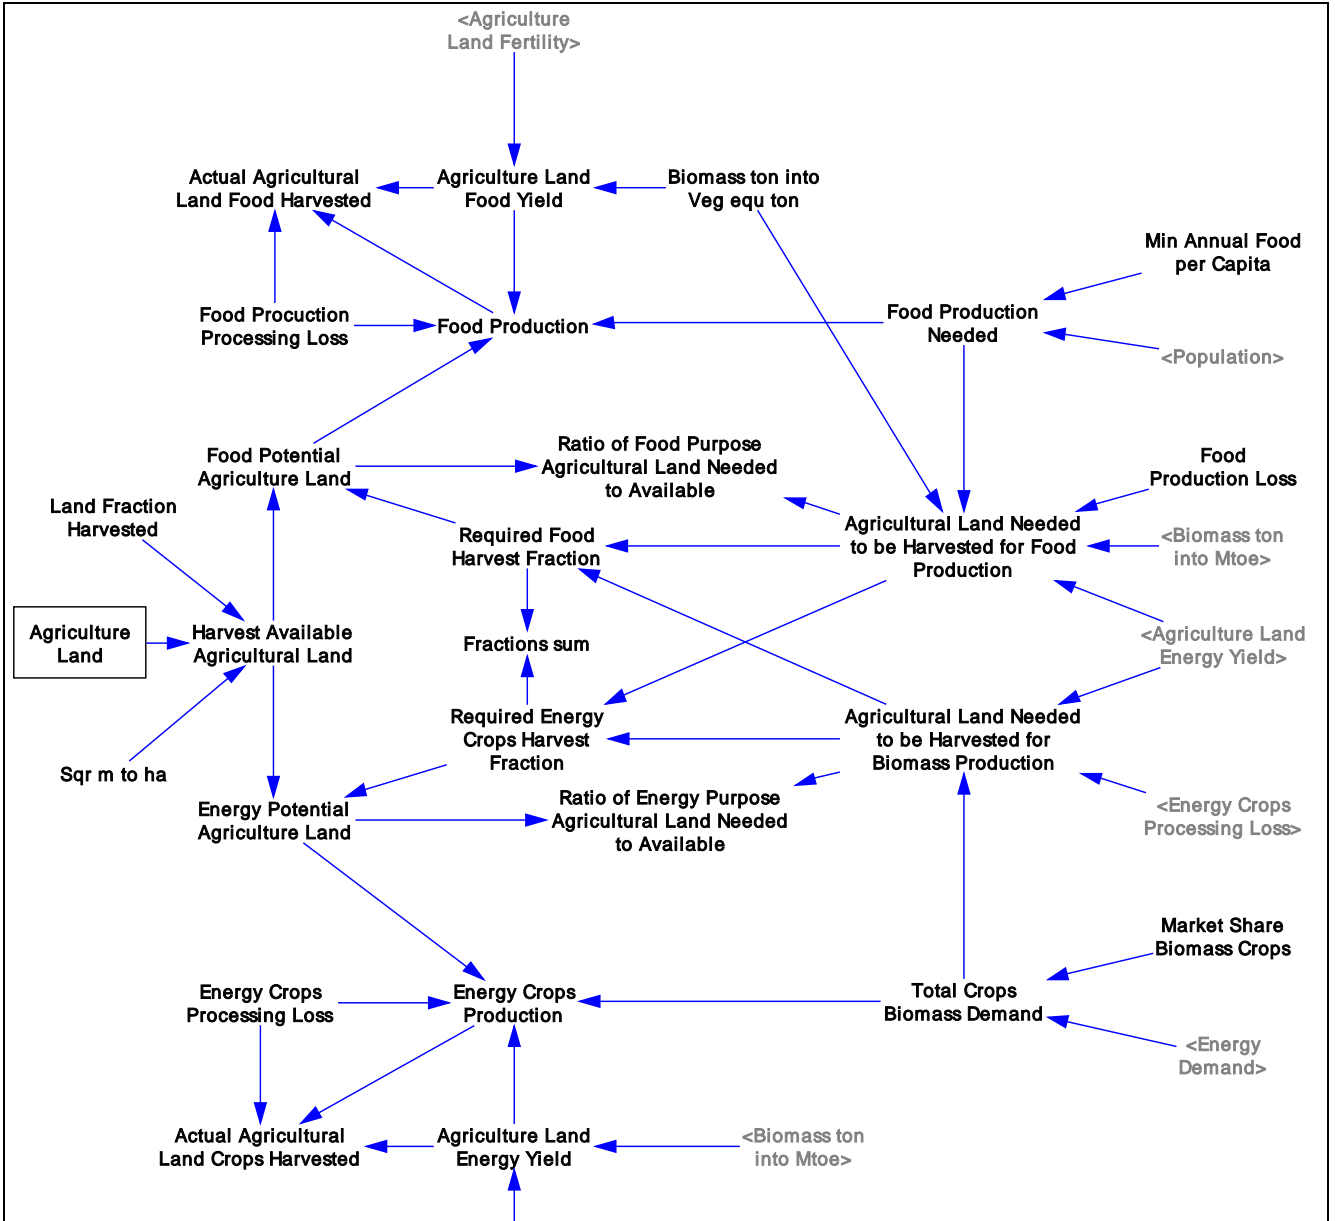 <Agriculture
Land Fertility>
Actual Agricultural
Land Food Harvested
Agriculture Land
Food Yield
Biomass ton into
Veg equ ton
Min Annual Food
per Capita
Food Procuction
Processing Loss
Food Production
Food Production
Needed
<Population>
Food Potential
Agriculture Land
Ratio of Food Purpose
Agricultural Land Needed
to Available
Food
Production Loss
Land Fraction
Harvested
Required Food
Harvest Fraction
Agricultural Land Needed
to be Harvested for Food
Production
<Biomass ton
into Mtoe>
Agriculture
Land
Harvest Available
Agricultural Land
Fractions sum
<Agriculture Land
Energy Yield>
Required Energy
Crops Harvest
Fraction
Agricultural Land Needed
to be Harvested for
Biomass Production
Sqr m to ha
Energy Potential
Agriculture Land
Ratio of Energy Purpose
Agricultural Land Needed
to Available
<Energy Crops
Processing Loss>
Market Share
Biomass Crops
Energy Crops
Processing Loss
Energy Crops
Production
Total Crops
Biomass Demand
<Energy
Demand>
Actual Agricultural
Land Crops Harvested
Agriculture Land
Energy Yield
<Biomass ton
into Mtoe>